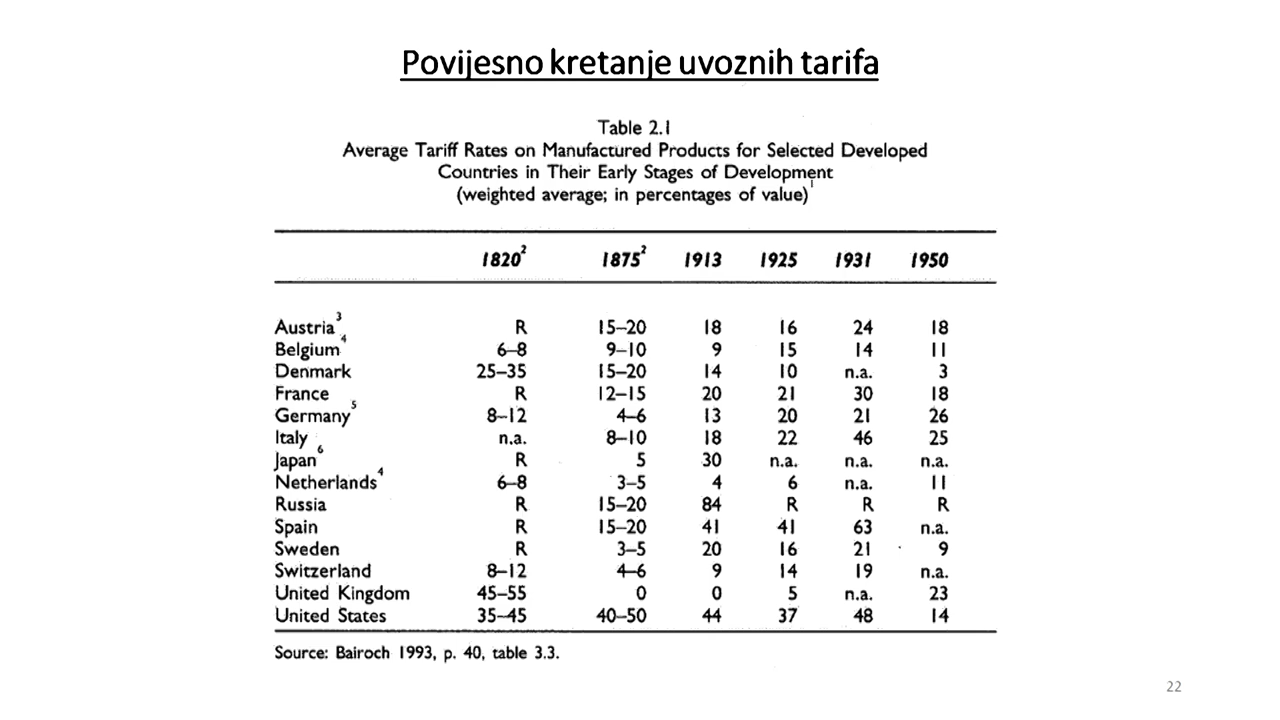 Povijesno kretanje uvoznih tarifa
Table 2.1
Average Tariff Rates on Manufactured Products for Selected Developed
Countries in Their Early Stages of Development
(weighted average; in percentages of value)¹
1820² 1875² 1913 1925 1931 1950
Austria³ R 15–20 18 16 24 18
Belgium⁴ 6–8 9–10 9 15 14 11
Denmark 25–35 15–20 14 10 n.a. 3
France R 12–15 20 21 30 18
Germany⁵ 8–12 4–6 13 20 21 26
Italy n.a. 8–10 18 22 46 25
Japan⁶ R 5 30 n.a. n.a. n.a.
Netherlands⁴ 6–8 3–5 4 6 n.a. 11
Russia R 15–20 84 R R R
Spain R 15–20 41 41 63 n.a.
Sweden R 3–5 20 16 21 9
Switzerland 8–12 4–6 9 14 19 n.a.
United Kingdom 45–55 0 0 5 n.a. 23
United States 35–45 40–50 44 37 48 14
Source: Bairoch 1993, p. 40, table 3.3.
22